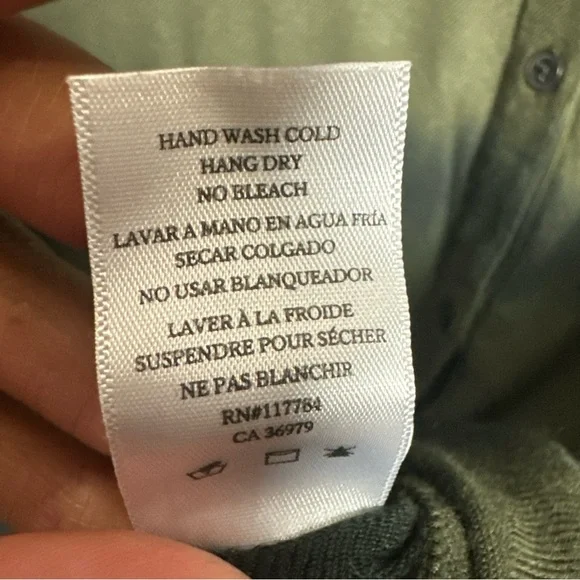 HAND WASH COLD
HANG DRY
NO BLEACH
LAVAR A MANO EN AGUA FRÍA
SECAR COLGADO
NO USAR BLANQUEADOR
LAVER À LA FROIDE
SUSPENDRE POUR SÉCHER
NE PAS BLANCHIR
RN#117764
CA 36979